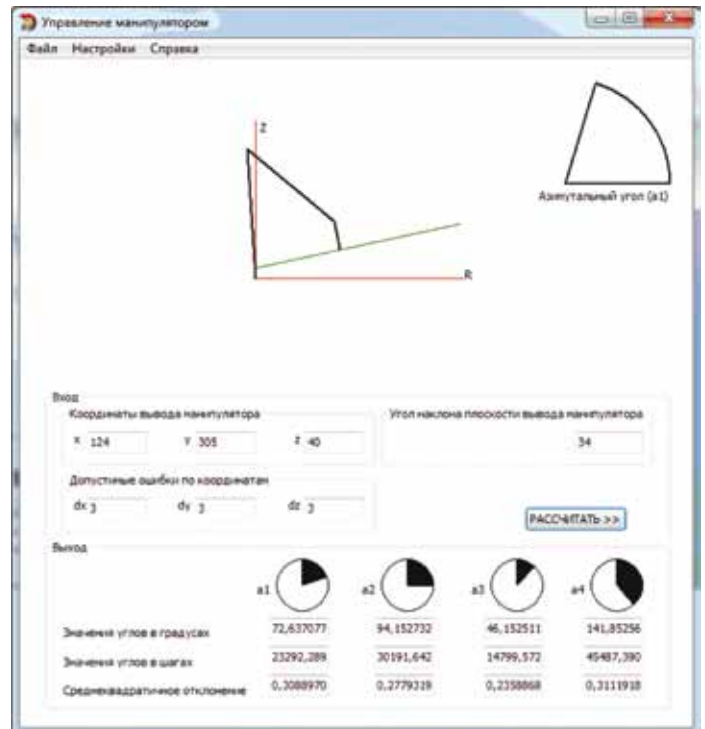 Управление манипулятором
Файл Настройки Справка
z
R
Азимутальный угол (a1)
Вход
Координаты вывода манипулятора
x 124 Y 305 z 40
Угол наклона плоскости вывода манипулятора
34
Допустимые ошибки по координатам
dx 3 dy 3 dz 3
РАССЧИТАТЬ >>
Выход
a1 a2 a3 a4
Значения углов в градусах 72,637077 94,152732 46,152511 141,85256
Значения углов в шагах 23292,289 30191,642 14799,572 45487,390
Среднеквадратичное отклонение 0,3088970 0,2779319 0,2358868 0,3111918